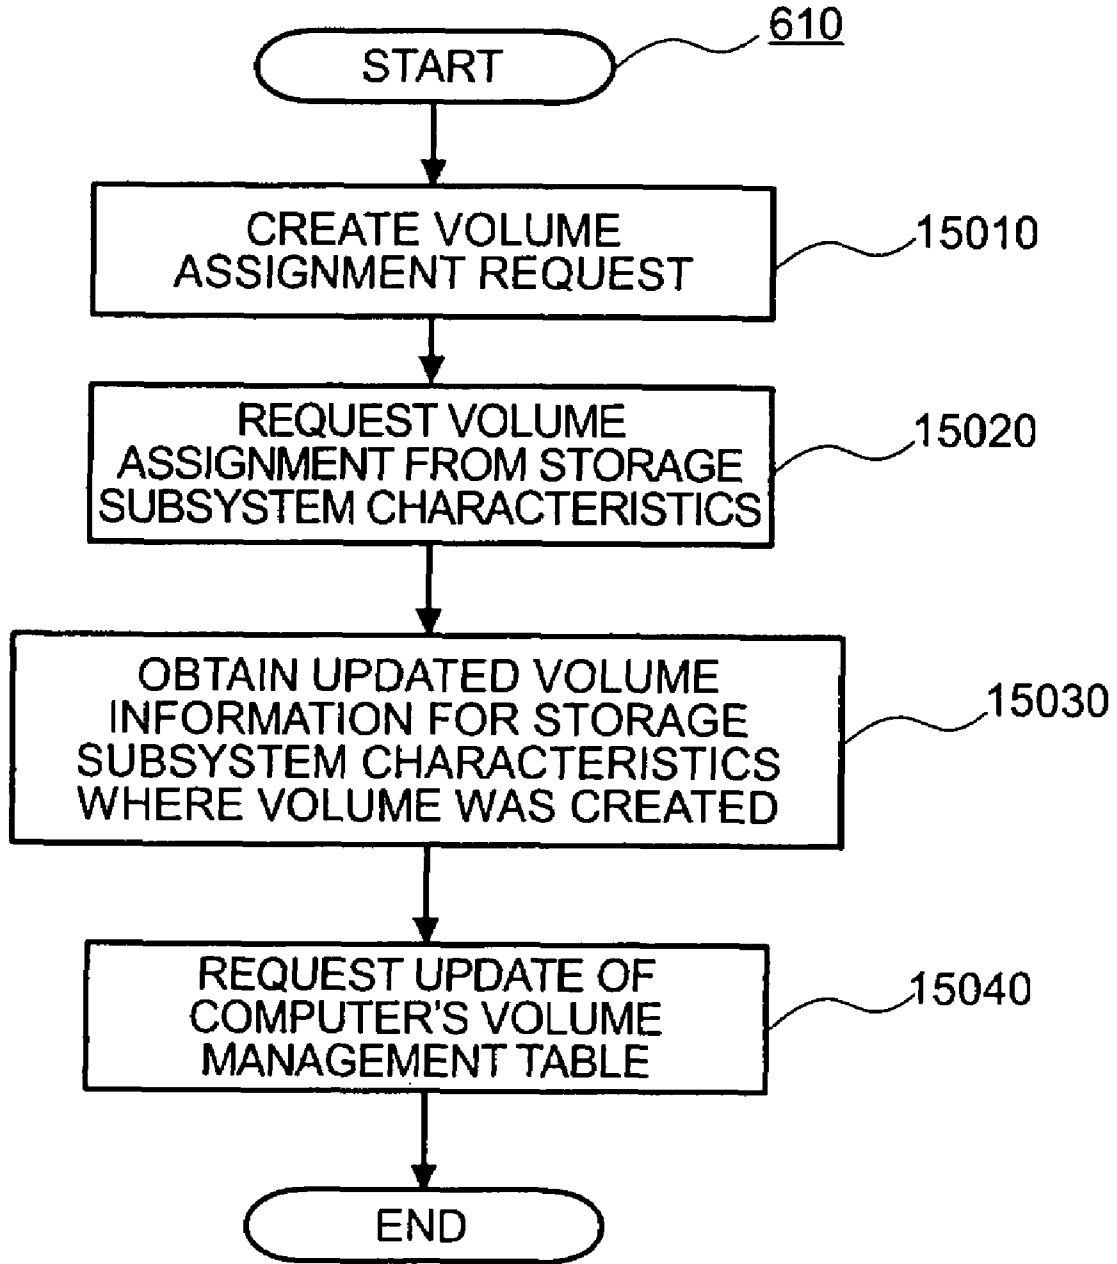 610
START
CREATE VOLUME
ASSIGNMENT REQUEST
15010
REQUEST VOLUME
ASSIGNMENT FROM STORAGE
SUBSYSTEM CHARACTERISTICS
15020
OBTAIN UPDATED VOLUME
INFORMATION FOR STORAGE
SUBSYSTEM CHARACTERISTICS
WHERE VOLUME WAS CREATED
15030
REQUEST UPDATE OF
COMPUTER'S VOLUME
MANAGEMENT TABLE
15040
END